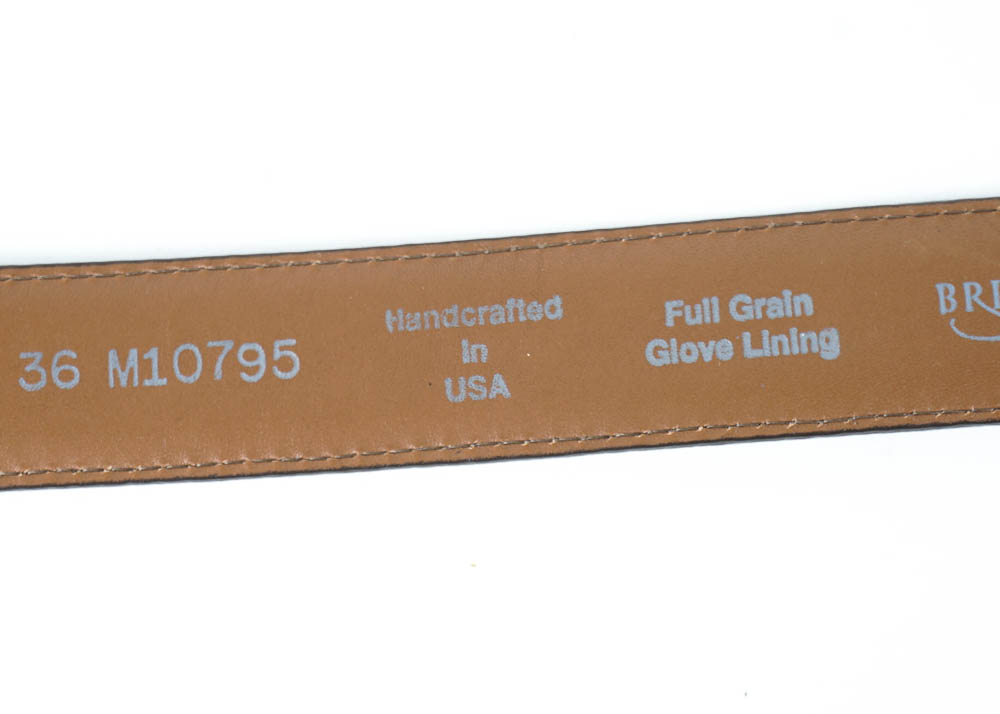 36 M10795
Handcrafted
In
USA
Full Grain
Glove Lining